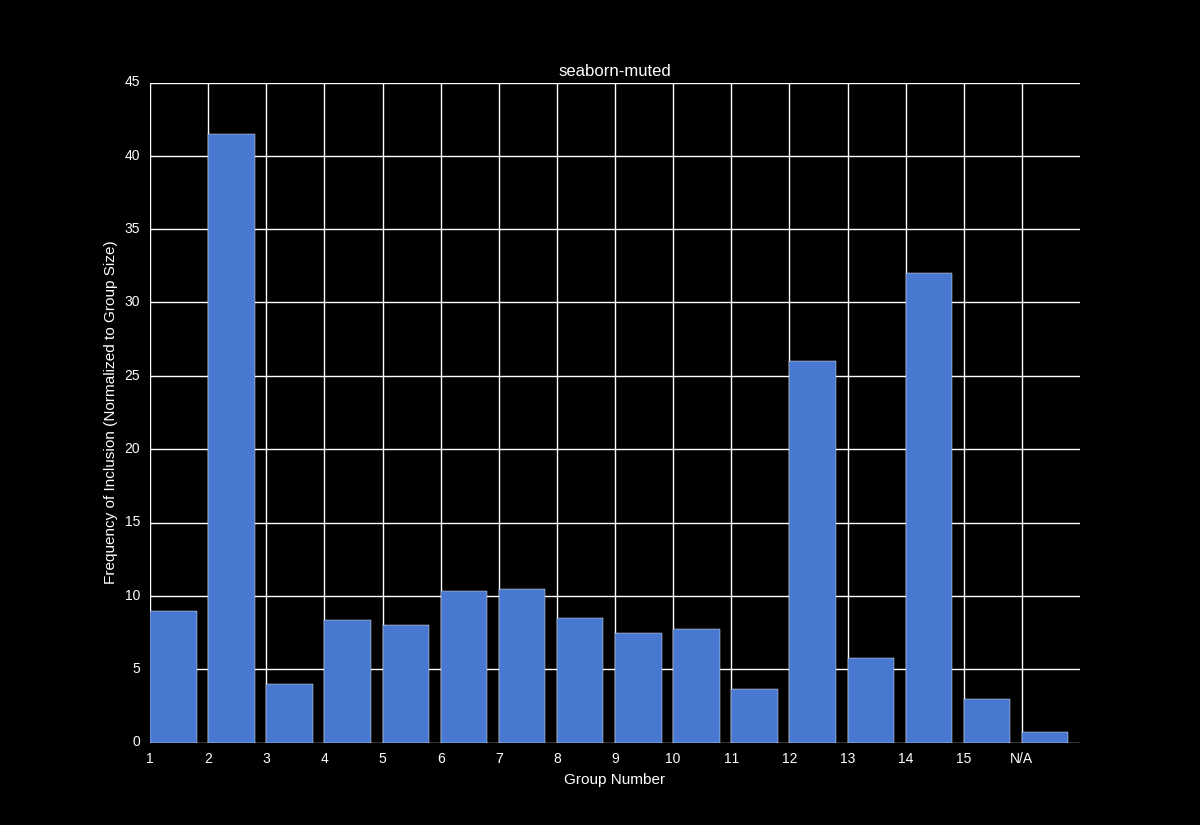 seaborn-muted
45
40
35
30
25
20
15
10
5
0
Frequency of Inclusion (Normalized to Group Size)
1 2 3 4 5 6 7 8 9 10 11 12 13 14 15 N/A
Group Number